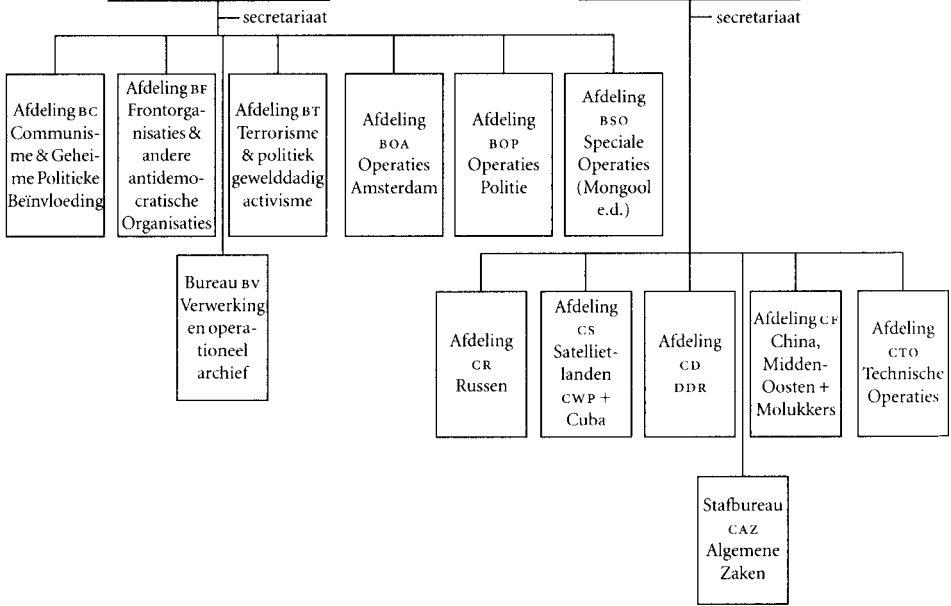 secretariaat
secretariaat
Afdeling BC
Communis-
me & Gehei-
me Politieke
Beïnvloeding
Afdeling BF
Frontorga-
nisaties &
andere
antidemo-
cratische
Organisaties
Afdeling BT
Terrorisme
& politiek
gewelddadig
activisme
Afdeling
BOA
Operaties
Amsterdam
Afdeling
BOP
Operaties
Politie
Afdeling
BSO
Speciale
Operaties
(Mongool
e.d.)
Bureau BV
Verwerking
en opera-
tioneel
archief
Afdeling
CR
Russen
Afdeling
CS
Satelliet-
landen
CWP +
Cuba
Afdeling
CD
DDR
Afdeling CF
China,
Midden-
Oosten +
Molukkers
Afdeling
CTO
Technische
Operaties
Stafbureau
CAZ
Algemene
Zaken